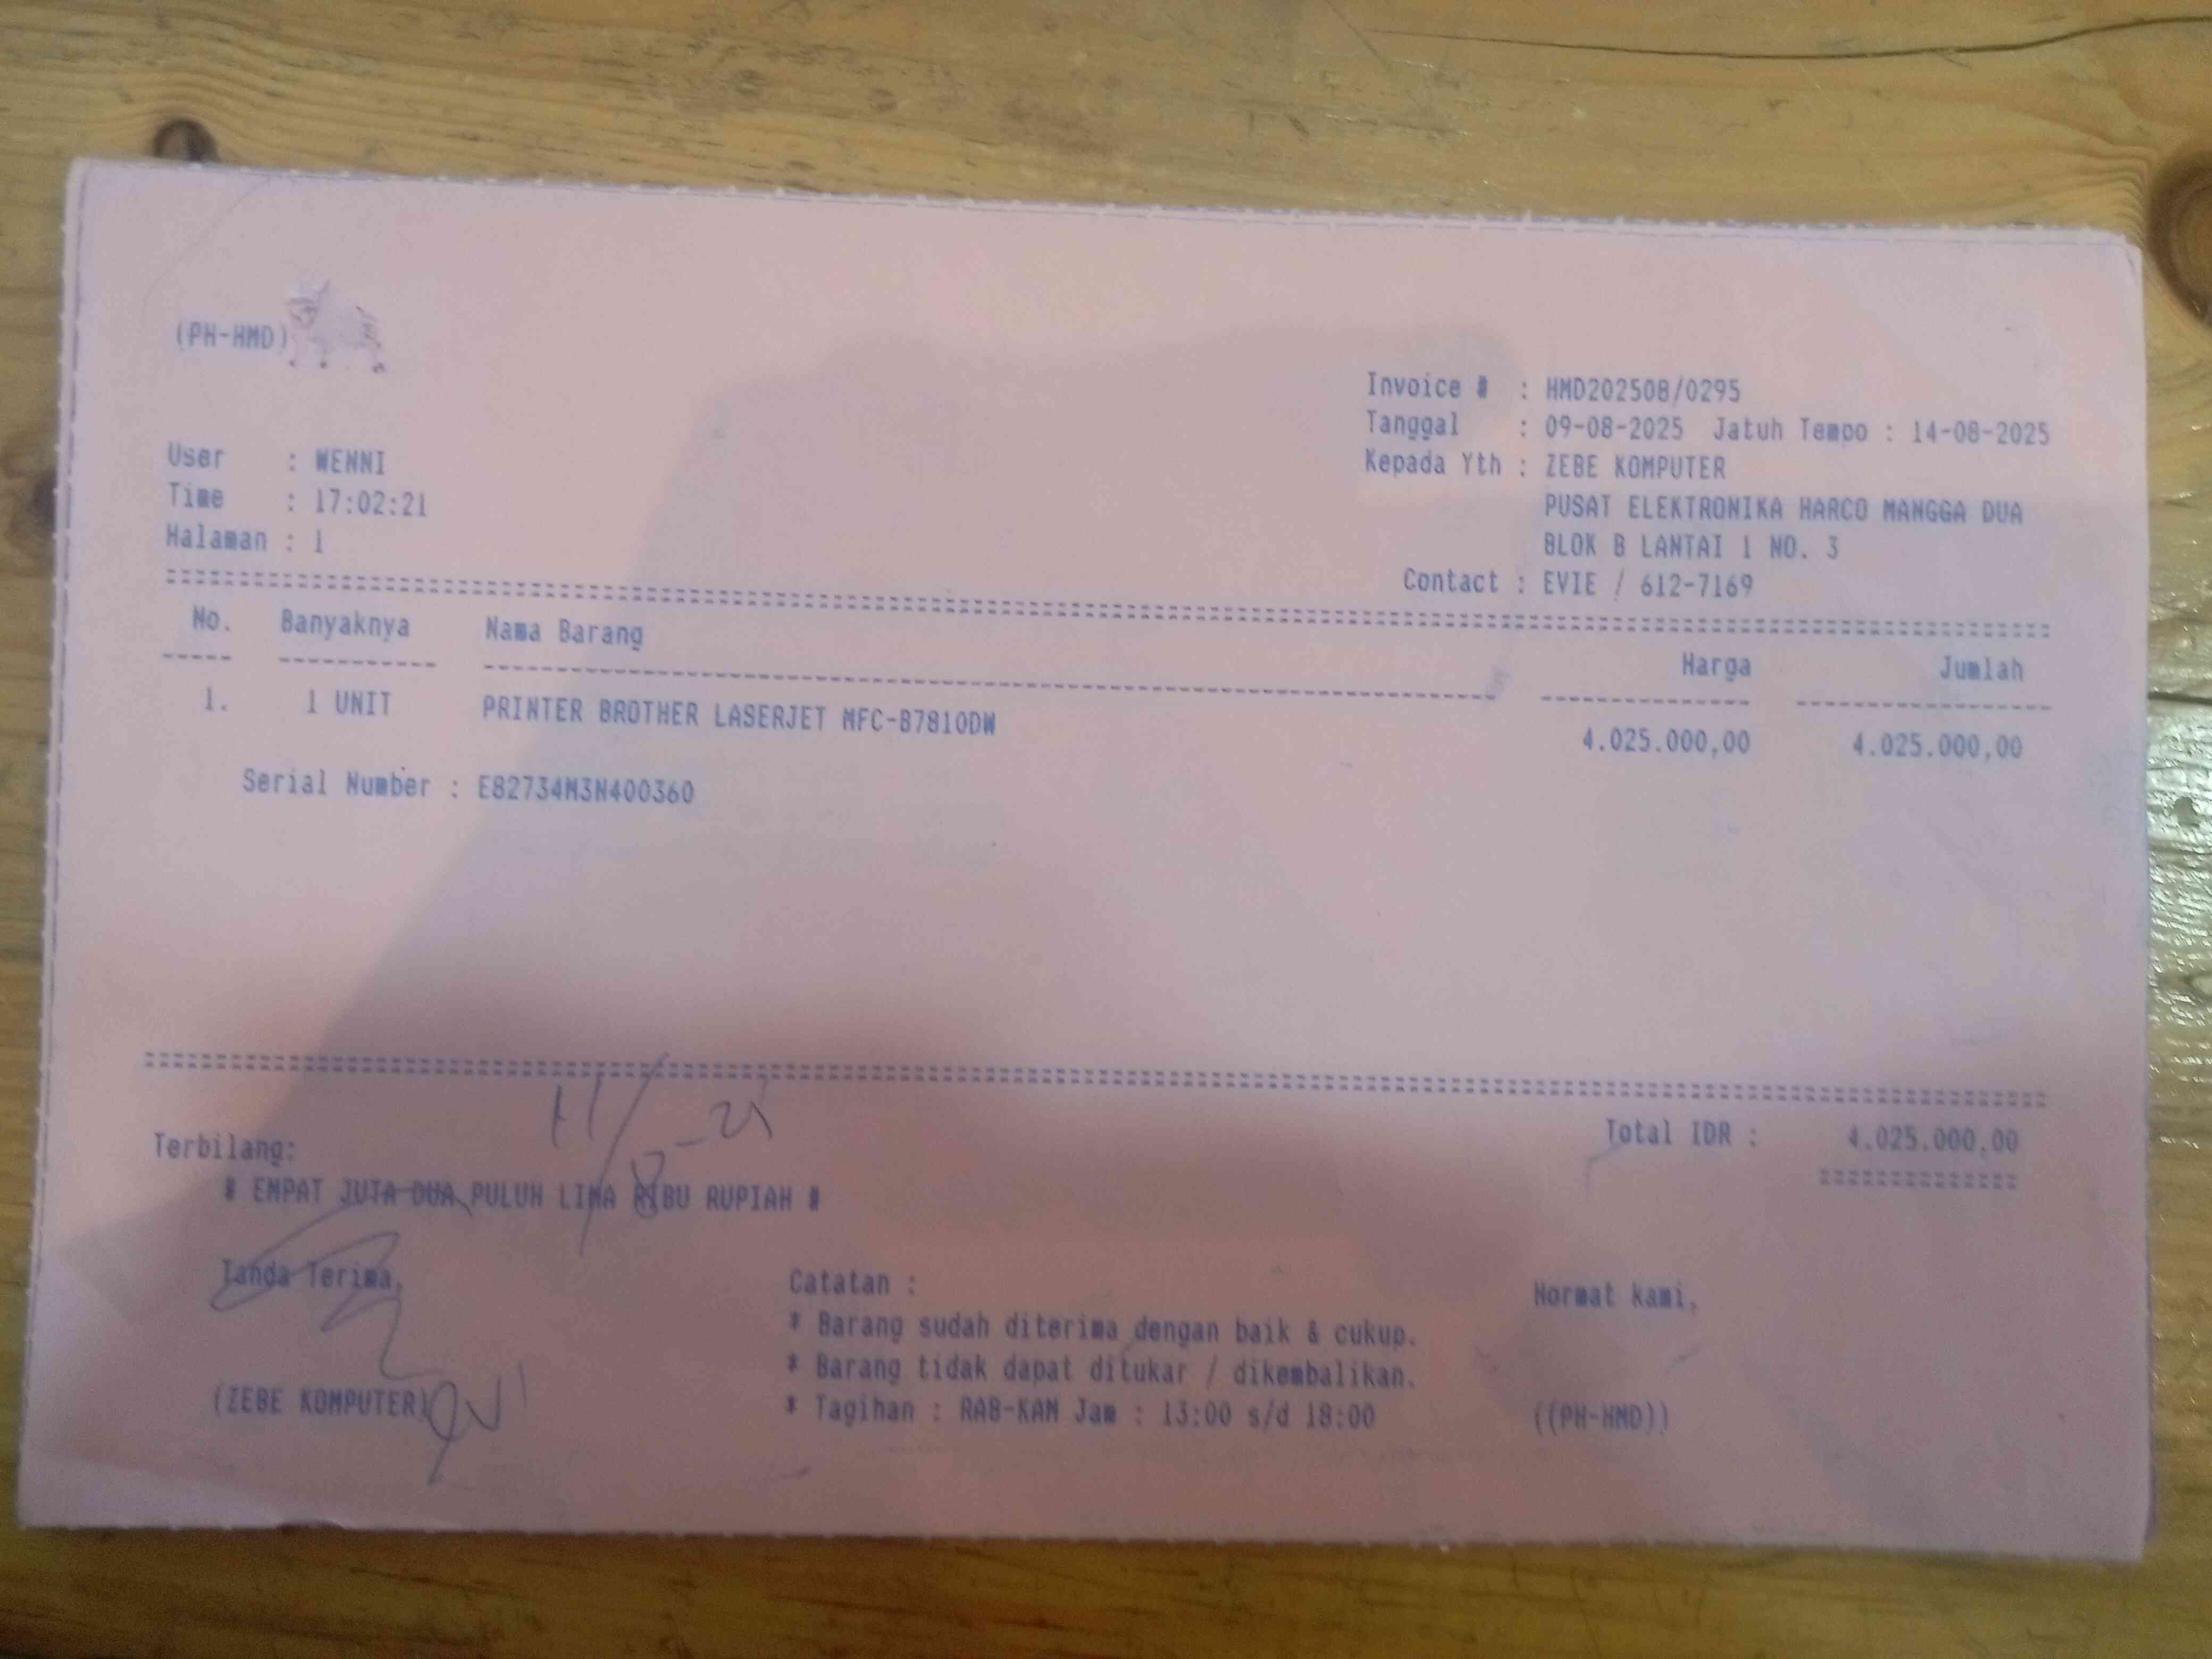 (PH-HMD)
Invoice # : HMD202508/0295
Tanggal : 09-08-2025 Jatuh Tempo : 14-08-2025
Kepada Yth : ZEBE KOMPUTER
PUSAT ELEKTRONIKA HARCO MANGGA DUA
BLOK B LANTAI 1 NO. 3
Contact : EVIE / 612-7169
User : WENNI
Time : 17:02:21
Halaman : 1
No. Banyaknya Nama Barang Harga Jumlah
1. 1 UNIT PRINTER BROTHER LASERJET MFC-B7810DW 4.025.000,00 4.025.000,00
Serial Number : E82734M3N400360
11/8-25
Total IDR : 4.025.000,00
Terbilang:
# EMPAT JUTA DUA PULUH LIMA RIBU RUPIAH #
Tanda Terima,
(ZEBE KOMPUTER)
Catatan :
* Barang sudah diterima dengan baik & cukup.
* Barang tidak dapat ditukar / dikembalikan.
* Tagihan : RAB-KAM Jam : 13:00 s/d 18:00
Hormat kami,
((PH-HMD))